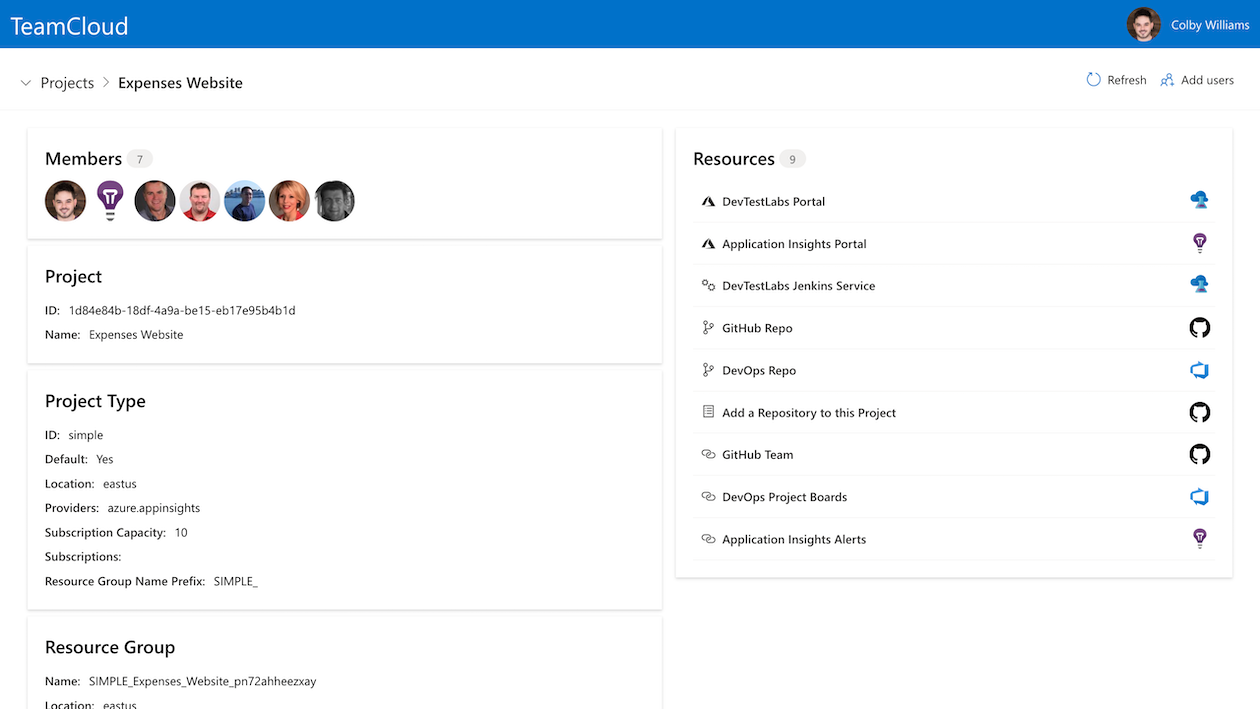 TeamCloud
Colby Williams
Projects
Expenses Website
Refresh
Add users
Members 7
Project
ID: 1d84e84b-18df-4a9a-be15-eb17e95b4b1d
Name: Expenses Website
Project Type
ID: simple
Default: Yes
Location: eastus
Providers: azure.appinsights
Subscription Capacity: 10
Subscriptions:
Resource Group Name Prefix: SIMPLE_
Resource Group
Name: SIMPLE_Expenses_Website_pn72ahheezxay
Location: eastus
Resources 9
DevTestLabs Portal
Application Insights Portal
DevTestLabs Jenkins Service
GitHub Repo
DevOps Repo
Add a Repository to this Project
GitHub Team
DevOps Project Boards
Application Insights Alerts